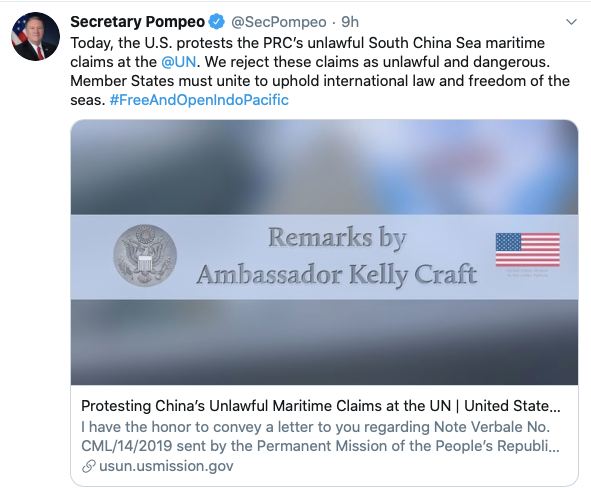 Secretary Pompeo @SecPompeo · 9h
Today, the U.S. protests the PRC's unlawful South China Sea maritime
claims at the @UN. We reject these claims as unlawful and dangerous.
Member States must unite to uphold international law and freedom of the
seas. #FreeAndOpenIndoPacific
Remarks by
Ambassador Kelly Craft
Protesting China's Unlawful Maritime Claims at the UN | United State...
I have the honor to convey a letter to you regarding Note Verbale No.
CML/14/2019 sent by the Permanent Mission of the People's Republi...
usun.usmission.gov